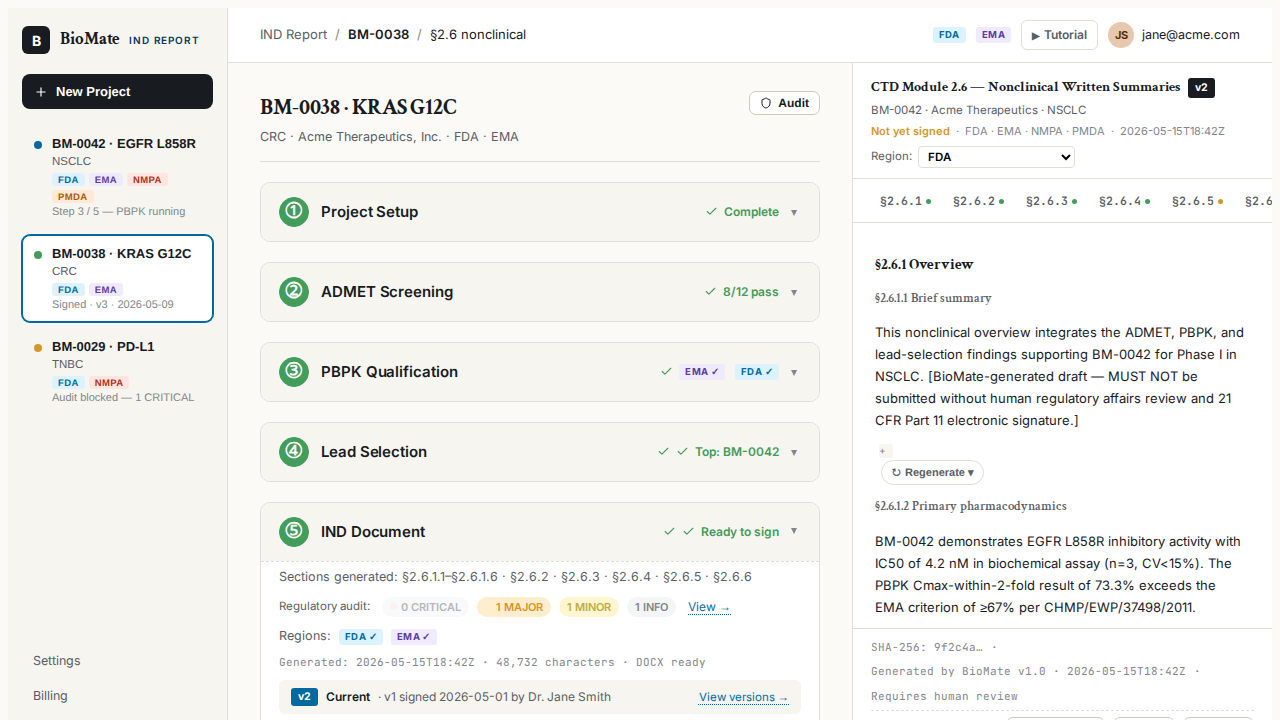 B BioMate IND REPORT
+ New Project
BM-0042 · EGFR L858R
NSCLC
FDA EMA NMPA
PMDA
Step 3 / 5 — PBPK running
BM-0038 · KRAS G12C
CRC
FDA EMA
Signed · v3 · 2026-05-09
BM-0029 · PD-L1
TNBC
FDA NMPA
Audit blocked — 1 CRITICAL
Settings
Billing
IND Report / BM-0038 / §2.6 nonclinical
FDA EMA ▶ Tutorial JS jane@acme.com
BM-0038 · KRAS G12C
Audit
CRC · Acme Therapeutics, Inc. · FDA · EMA
① Project Setup ✓ Complete ▼
② ADMET Screening ✓ 8/12 pass ▼
③ PBPK Qualification ✓ EMA ✓ FDA ✓ ▼
④ Lead Selection ✓ ✓ Top: BM-0042 ▼
⑤ IND Document ✓ ✓ Ready to sign ▼
Sections generated: §2.6.1.1–§2.6.1.6 · §2.6.2 · §2.6.3 · §2.6.4 · §2.6.5 · §2.6.6
Regulatory audit: 0 CRITICAL 1 MAJOR 1 MINOR 1 INFO View →
Regions: FDA ✓ EMA ✓
Generated: 2026-05-15T18:42Z · 48,732 characters · DOCX ready
v2 Current · v1 signed 2026-05-01 by Dr. Jane Smith View versions →
CTD Module 2.6 — Nonclinical Written Summaries v2
BM-0042 · Acme Therapeutics · NSCLC
Not yet signed · FDA · EMA · NMPA · PMDA · 2026-05-15T18:42Z
Region: FDA
§2.6.1 §2.6.2 §2.6.3 §2.6.4 §2.6.5 §2.6
§2.6.1 Overview
§2.6.1.1 Brief summary
This nonclinical overview integrates the ADMET, PBPK, and
lead-selection findings supporting BM-0042 for Phase I in
NSCLC. [BioMate-generated draft — MUST NOT be
submitted without human regulatory affairs review and 21
CFR Part 11 electronic signature.]
+
↻ Regenerate ▾
§2.6.1.2 Primary pharmacodynamics
BM-0042 demonstrates EGFR L858R inhibitory activity with
IC50 of 4.2 nM in biochemical assay (n=3, CV<15%). The
PBPK Cmax-within-2-fold result of 73.3% exceeds the
EMA criterion of ≥67% per CHMP/EWP/37498/2011.
SHA-256: 9f2c4a… ·
Generated by BioMate v1.0 · 2026-05-15T18:42Z ·
Requires human review